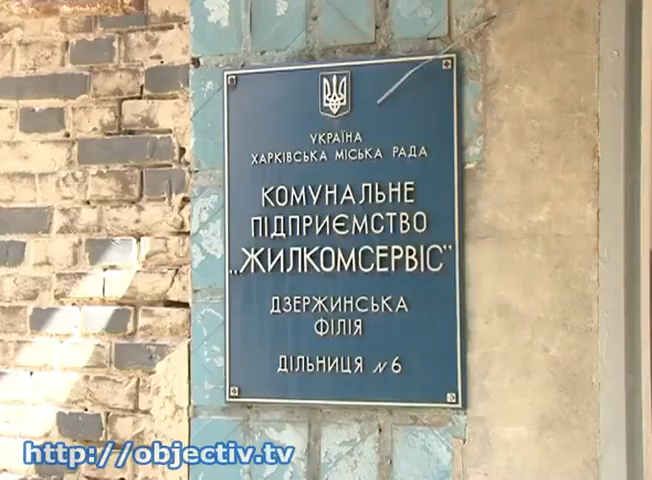 УКРАЇНА
ХАРКІВСЬКА МІСЬКА РАДА
КОМУНАЛЬНЕ
ПІДПРИЄМСТВО
„ЖИЛКОМСЕРВІС”
ДЗЕРЖИНСЬКА
ФІЛІЯ
ДІЛЬНИЦЯ №6
http://objectiv.tv